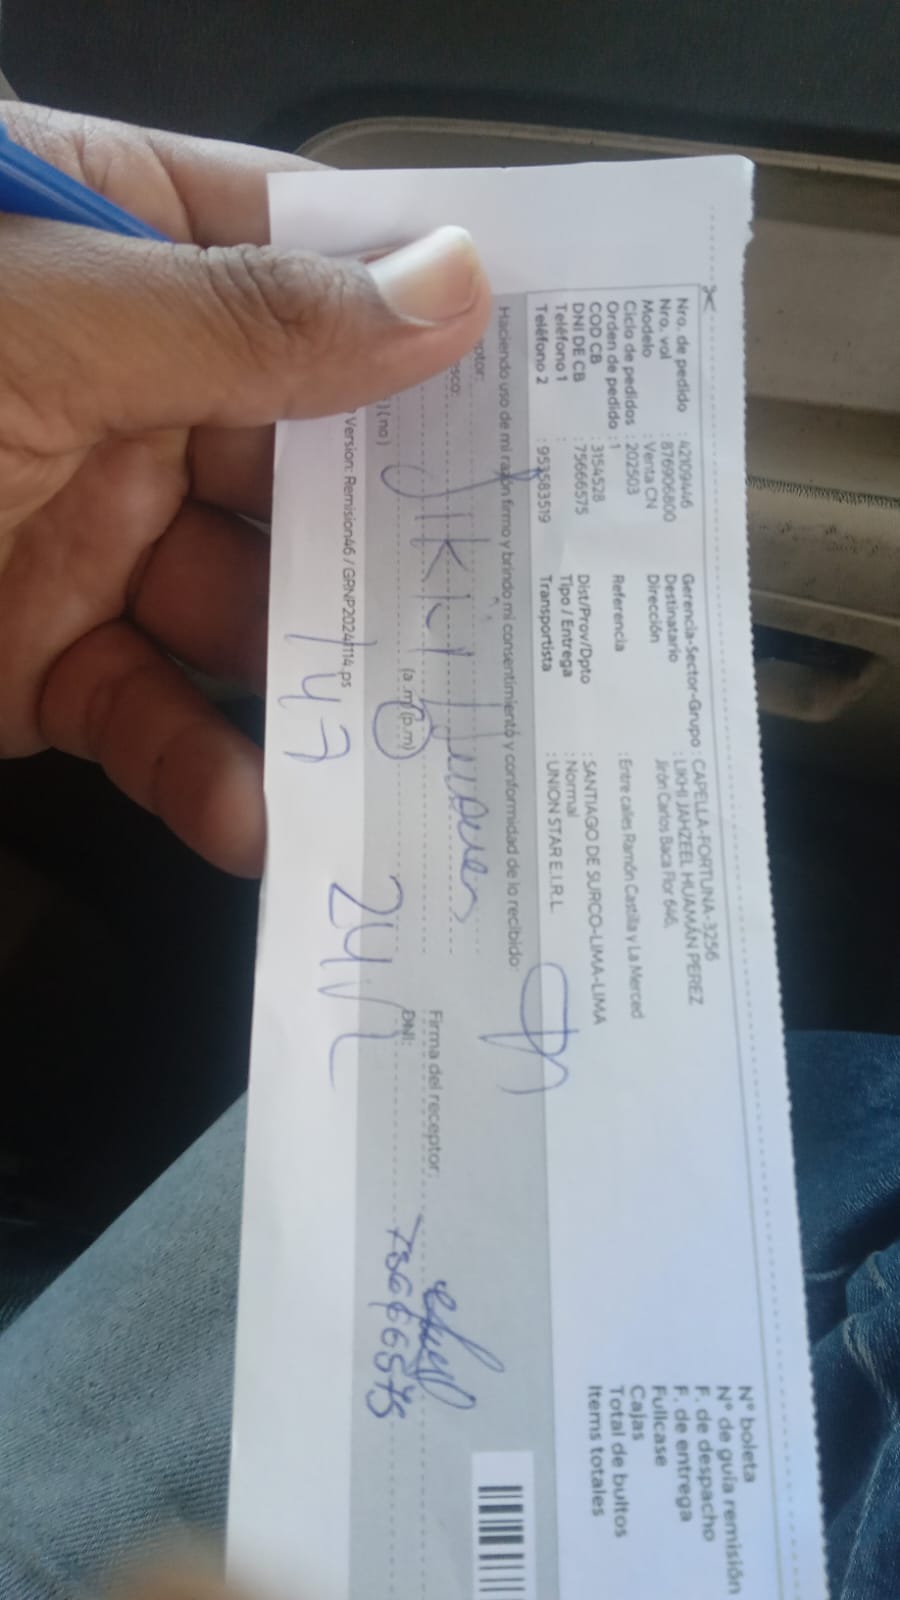 Nro. de pedido : 42109446
Nro. vol : 876906800
Modelo : Venta CN
Ciclo de pedidos : 202503
Orden de pedido : 1
COD CB : 3154528
DNI DE CB : 75666575
Teléfono 1 :
Teléfono 2 : 953583519
Gerencia-Sector-Grupo : CAPELLA-FORTUNA-3256
Destinatario : LIKHI JAHZEEL HUAMÁN PEREZ
Dirección Jirón Carlos Baca Flor 646,
Referencia : Entre calles Ramón Castilla y La Merced
Dist/Prov/Dpto : SANTIAGO DE SURCO-LIMA-LIMA
Tipo / Entrega : Normal
Transportista : UNION STAR E.I.R.L
N° boleta
N° de guía remisión
F. de despacho
F. de entrega
Fullcase
Cajas
Total de bultos
Items totales
Haciendo uso de mi razón firmo y brindo mi consentimiento y conformidad de lo recibido:
ptor:
sco:
Firma del receptor:
) (no) (a .m) (p.m) DNI: 75666575
Version: Remision46 / GRNP20241114.ps
147